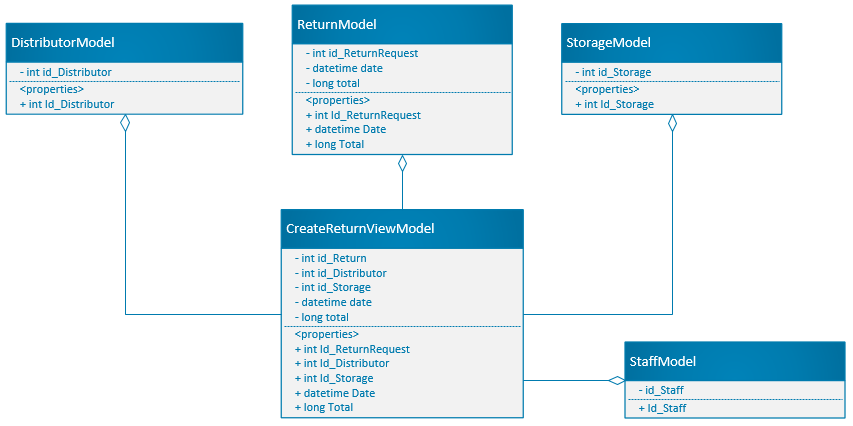 DistributorModel
- int id_Distributor
<properties>
+ int Id_Distributor
ReturnModel
- int id_ReturnRequest
- datetime date
- long total
<properties>
+ int Id_ReturnRequest
+ datetime Date
+ long Total
StorageModel
- int id_Storage
<properties>
+ int Id_Storage
CreateReturnViewModel
- int id_Return
- int id_Distributor
- int id_Storage
- datetime date
- long total
<properties>
+ int Id_ReturnRequest
+ int Id_Distributor
+ int Id_Storage
+ datetime Date
+ long Total
StaffModel
- id_Staff
+ Id_Staff